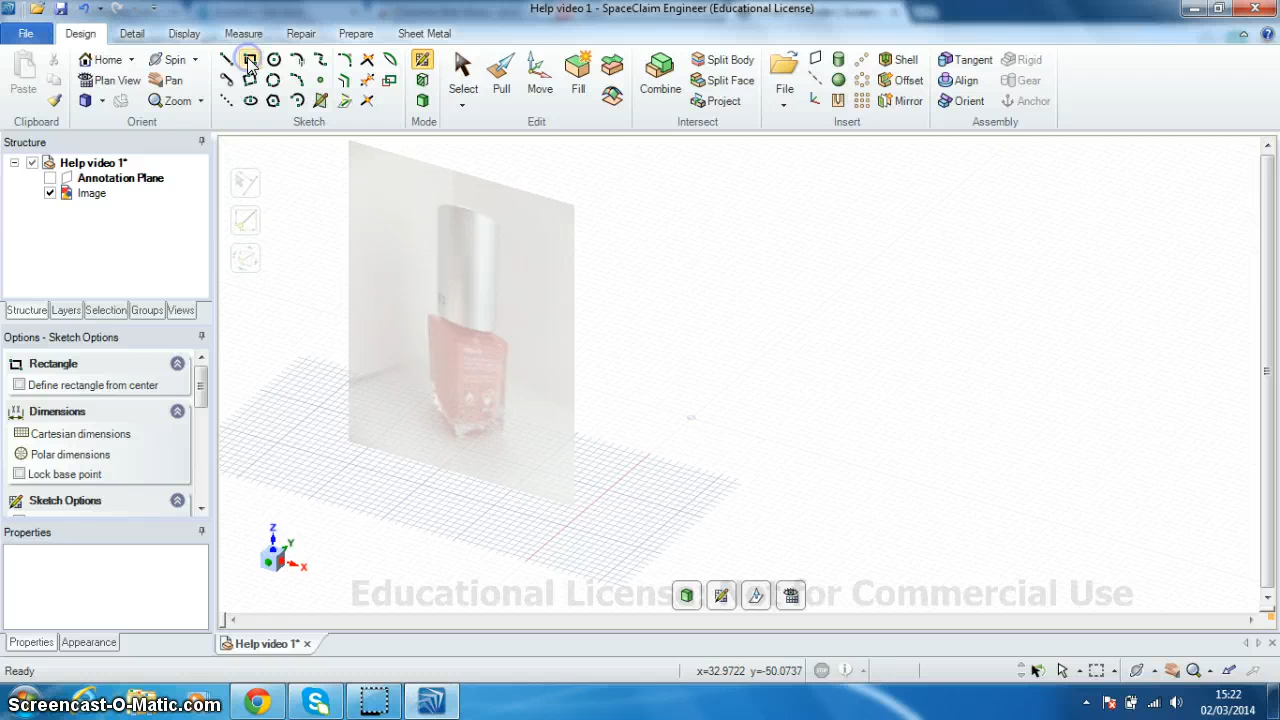 Help video 1 - SpaceClaim Engineer (Educational License)
File Design Detail Display Measure Repair Prepare Sheet Metal
Paste
Home Spin
Plan View Pan
Zoom
Select Pull Move Fill
Combine
Split Body
Split Face
Project
File
Shell
Offset
Mirror
Tangent Rigid
Align Gear
Orient Anchor
Clipboard Orient Sketch Mode Edit Intersect Insert Assembly
Structure
Help video 1*
Annotation Plane
Image
Structure Layers Selection Groups Views
Options - Sketch Options
Rectangle
Define rectangle from center
Dimensions
Cartesian dimensions
Polar dimensions
Lock base point
Sketch Options
Properties
Z
Y
X
Educational License
for Commercial Use
Properties Appearance
Help video 1*
Ready
x=32.9722 y=-50.0737
15:22
02/03/2014
Screencast-O-Matic.com